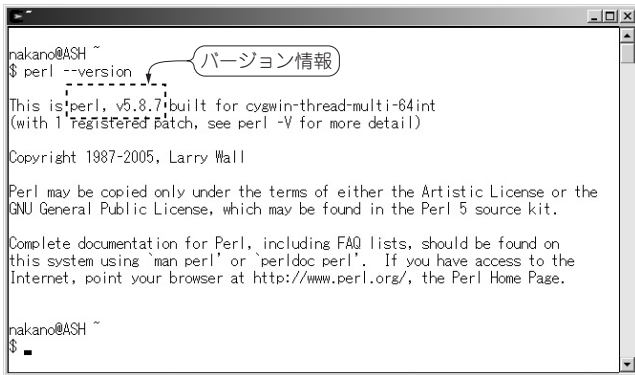 nakano@ASH ~
$ perl --version
バージョン情報
This is perl, v5.8.7 built for cygwin-thread-multi-64int
(with 1 registered patch, see perl -V for more detail)
Copyright 1987-2005, Larry Wall
Perl may be copied only under the terms of either the Artistic License or the
GNU General Public License, which may be found in the Perl 5 source kit.
Complete documentation for Perl, including FAQ lists, should be found on
this system using `man perl' or `perldoc perl'.  If you have access to the
Internet, point your browser at http://www.perl.org/, the Perl Home Page.
nakano@ASH ~
$